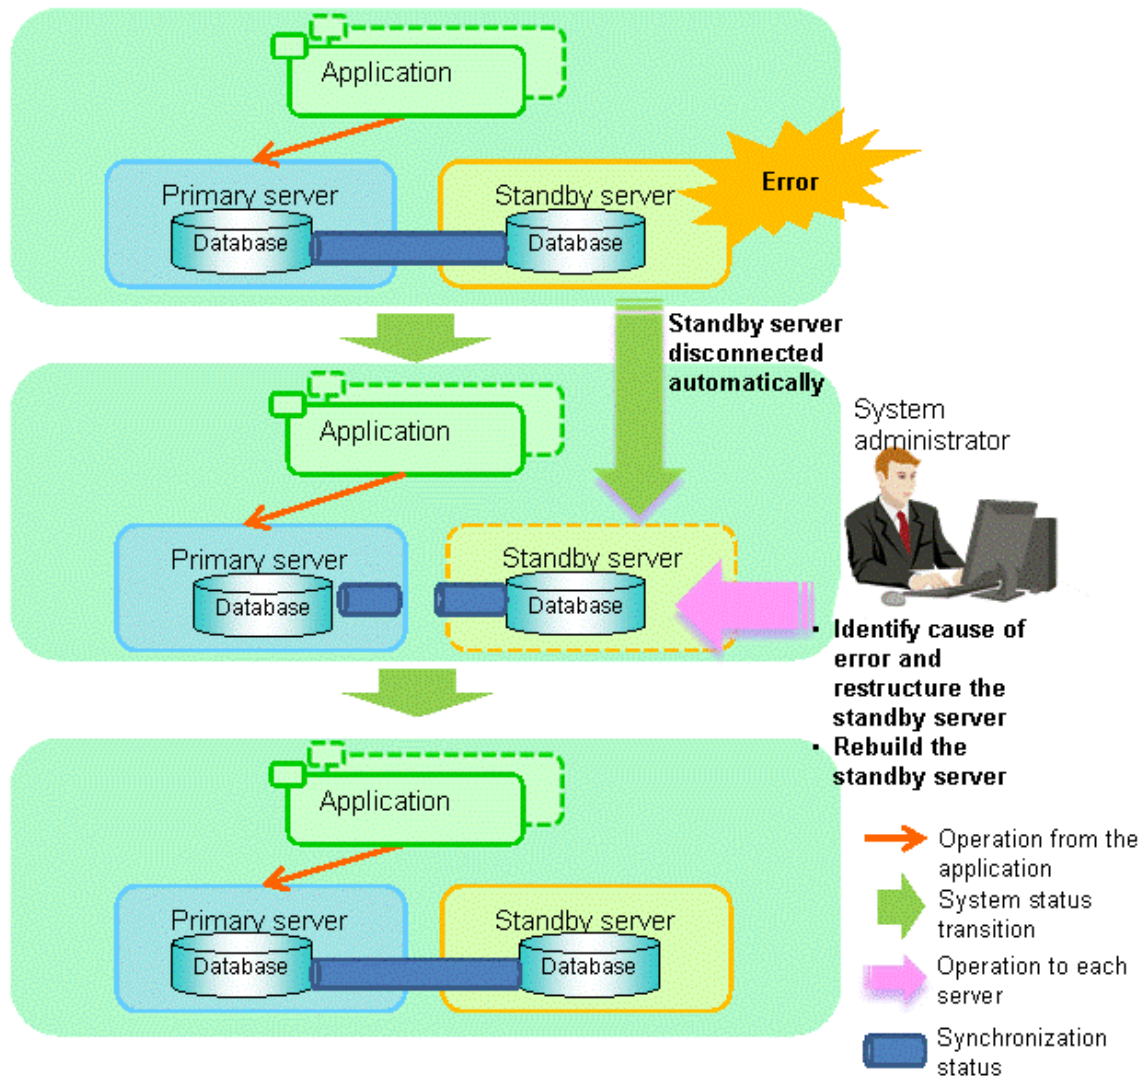 Application
Primary server
Database
Standby server
Database
Error
Standby server
disconnected
automatically
Application
Primary server
Database
Standby server
Database
System
administrator
▪ Identify cause of
error and
restructure the
standby server
▪ Rebuild the
standby server
Application
Primary server
Database
Standby server
Database
Operation from the
application
System status
transition
Operation to each
server
Synchronization
status